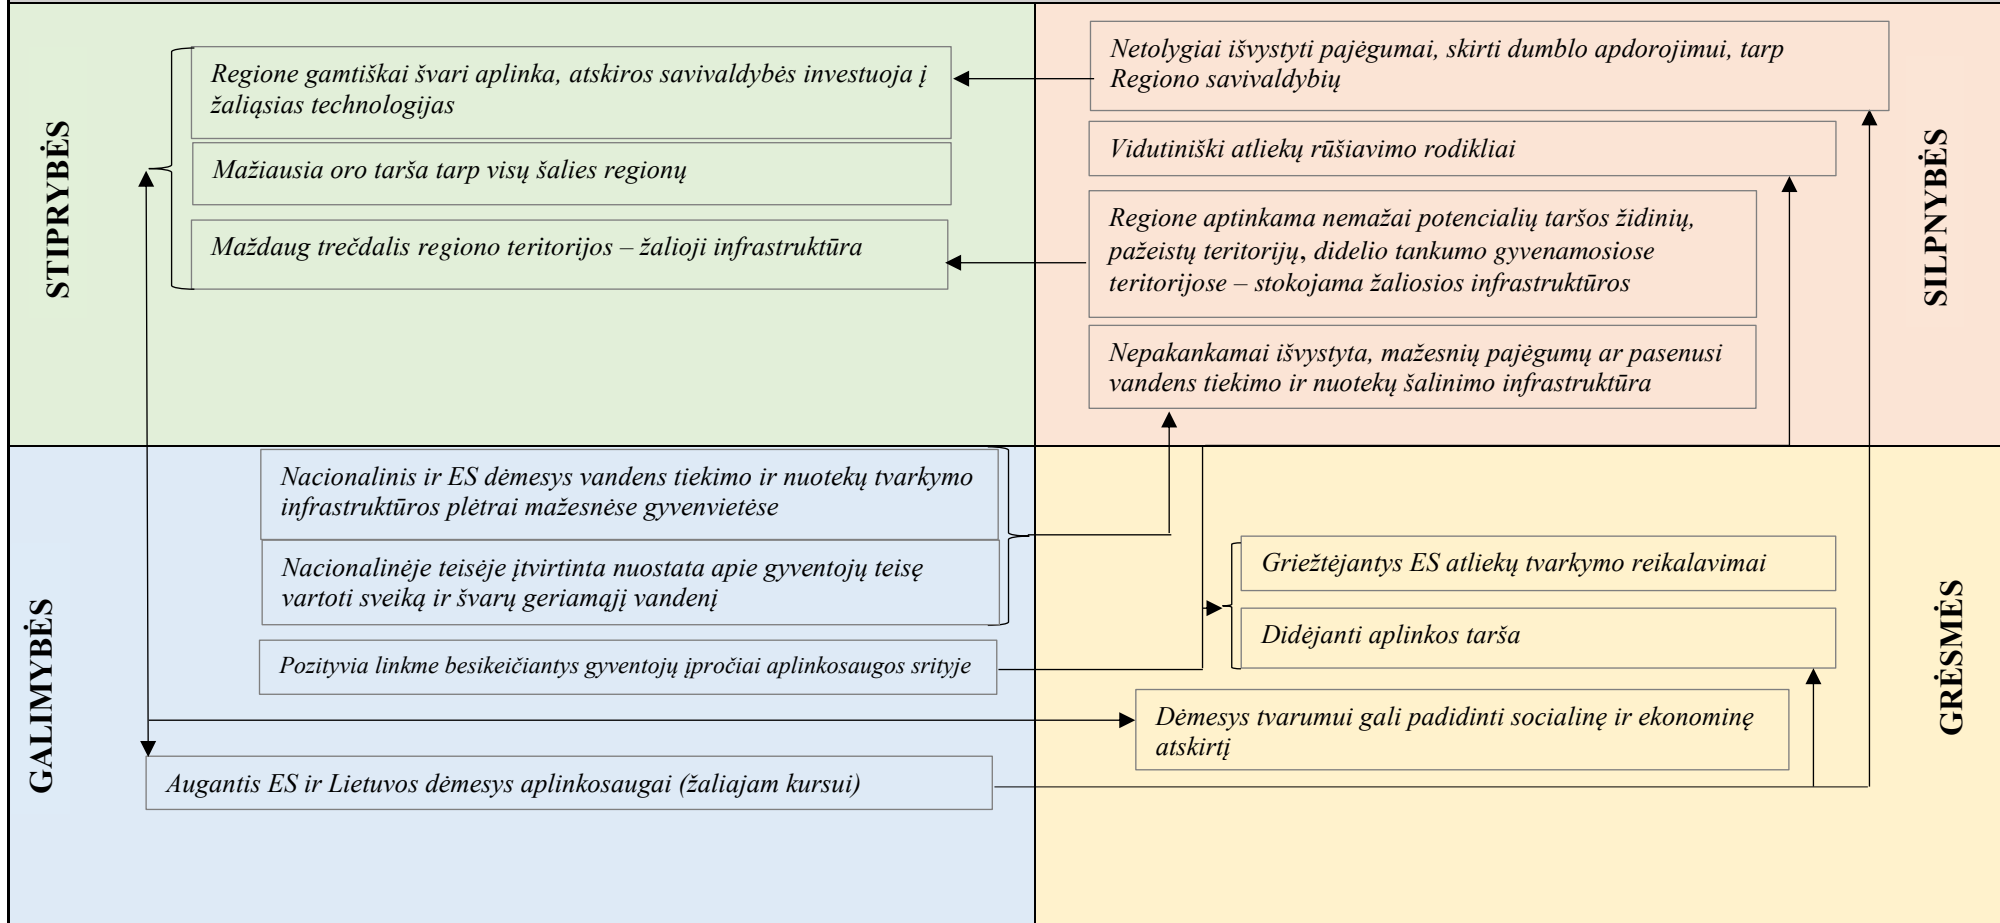 STIPRYBĖS
Regione gamtiškai švari aplinka, atskiros savivaldybės investuoja į
žaliąsias technologijas
Mažiausia oro tarša tarp visų šalies regionų
Maždaug trečdalis regiono teritorijos – žalioji infrastruktūra
SILPNYBĖS
Netolygiai išvystyti pajėgumai, skirti dumblo apdorojimui, tarp
Regiono savivaldybių
Vidutiniški atliekų rūšiavimo rodikliai
Regione aptinkama nemažai potencialių taršos židinių,
pažeistų teritorijų, didelio tankumo gyvenamosiose
teritorijose – stokojama žaliosios infrastruktūros
Nepakankamai išvystyta, mažesnių pajėgumų ar pasenusi
vandens tiekimo ir nuotekų šalinimo infrastruktūra
GALIMYBĖS
Nacionalinis ir ES dėmesys vandens tiekimo ir nuotekų tvarkymo
infrastruktūros plėtrai mažesnėse gyvenvietėse
Nacionalinėje teisėje įtvirtinta nuostata apie gyventojų teisę
vartoti sveiką ir švarų geriamąjį vandenį
Pozityvia linkme besikeičiantys gyventojų įpročiai aplinkosaugos srityje
Augantis ES ir Lietuvos dėmesys aplinkosaugai (žaliajam kursui)
GRĖSMĖS
Griežtėjantys ES atliekų tvarkymo reikalavimai
Didėjanti aplinkos tarša
Dėmesys tvarumui gali padidinti socialinę ir ekonominę
atskirtį